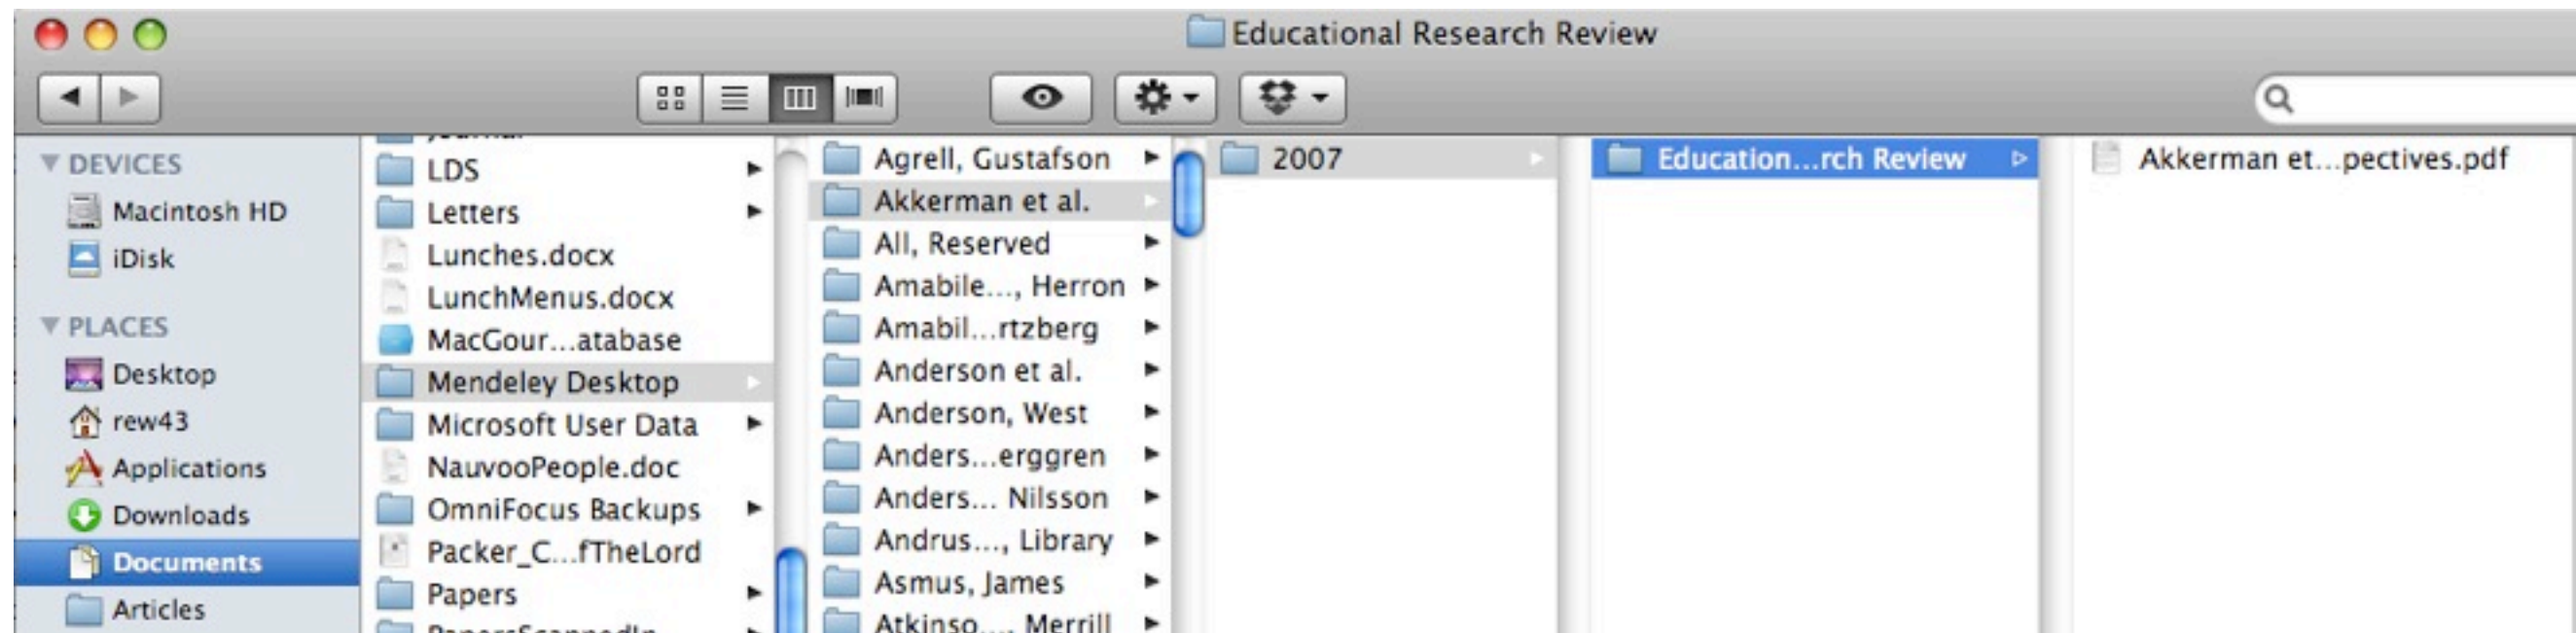 Educational Research Review
DEVICES
Macintosh HD
iDisk
PLACES
Desktop
rew43
Applications
Downloads
Documents
Articles
LDS
Letters
Lunches.docx
LunchMenus.docx
MacGour...atabase
Mendeley Desktop
Microsoft User Data
NauvooPeople.doc
OmniFocus Backups
Packer_C...fTheLord
Papers
PapersScannedIn
Agrell, Gustafson
Akkerman et al.
All, Reserved
Amabile..., Herron
Amabil...rtzberg
Anderson et al.
Anderson, West
Anders...erggren
Anders... Nilsson
Andrus..., Library
Asmus, James
Atkinso..., Merrill
2007
Education...rch Review
Akkerman et...pectives.pdf